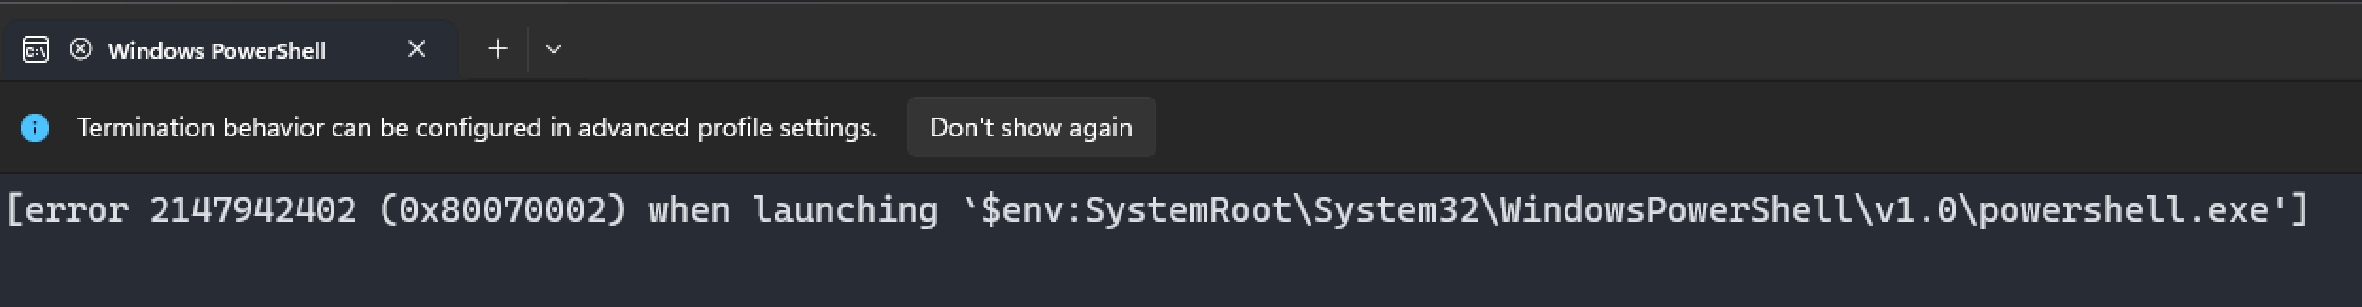 Windows PowerShell
Termination behavior can be configured in advanced profile settings. Don't show again
[error 2147942402 (0x80070002) when launching `$env:SystemRoot\System32\WindowsPowerShell\v1.0\powershell.exe']